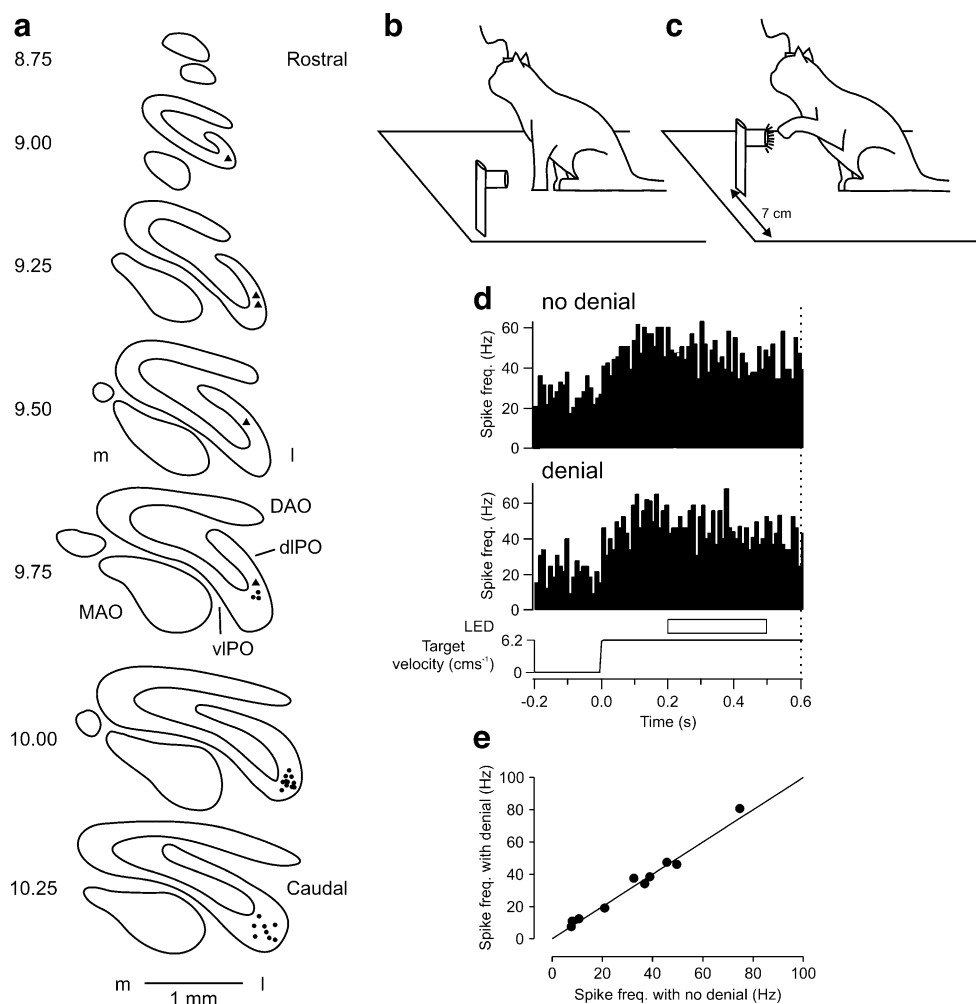 a
8.75
Rostral
9.00
9.25
9.50
m
l
DAO
dlPO
9.75
MAO
vlPO
10.00
10.25
Caudal
m
l
1 mm
b
c
7 cm
d
no denial
60
40
20
0
Spike freq. (Hz)
denial
60
40
20
0
Spike freq. (Hz)
LED
Target
velocity (cms-1)
6.2
0
-0.2 0.0 0.2 0.4 0.6
Time (s)
e
100
80
60
40
20
0
Spike freq. with denial (Hz)
0 20 40 60 80 100
Spike freq. with no denial (Hz)